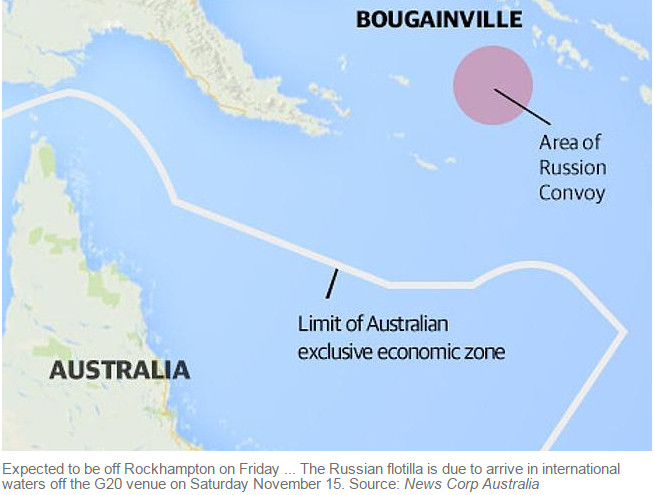 BOUGAINVILLE
Area of
Russion
Convoy
Limit of Australian
exclusive economic zone
AUSTRALIA
Expected to be off Rockhampton on Friday ... The Russian flotilla is due to arrive in international
waters off the G20 venue on Saturday November 15. Source: News Corp Australia